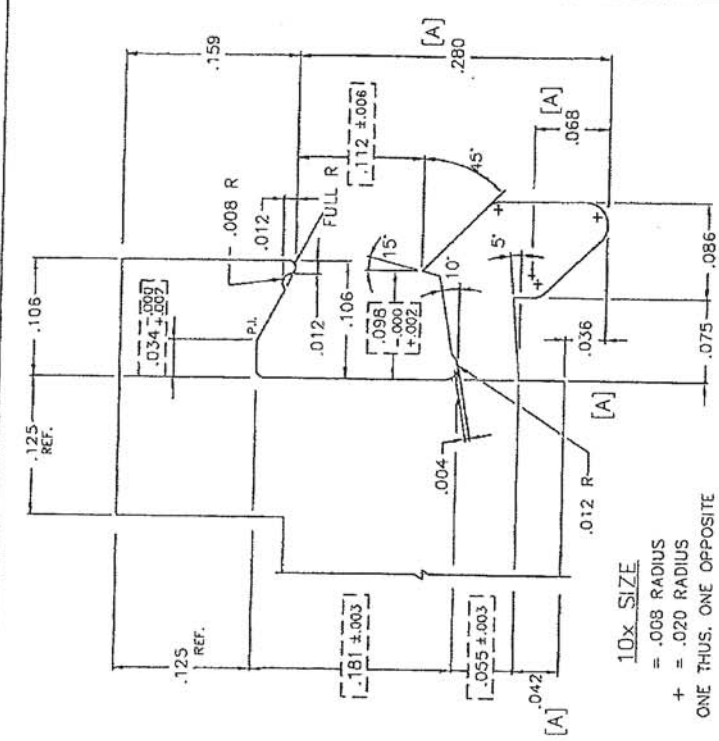 .159
[A]
.280
.112 ±.006
[A]
.068
.008 R
.012
FULL R
45°
15°
.106
.034 -.000 +.007
P.I.
.012
.106
.098 -.000 +.002
10°
5°
.086
.036
.075
.125 REF.
[A]
.004
.012 R
.125 REF.
.181 ±.003
.055 ±.003
.042
[A]
10x SIZE
= .008 RADIUS
+ = .020 RADIUS
ONE THUS, ONE OPPOSITE